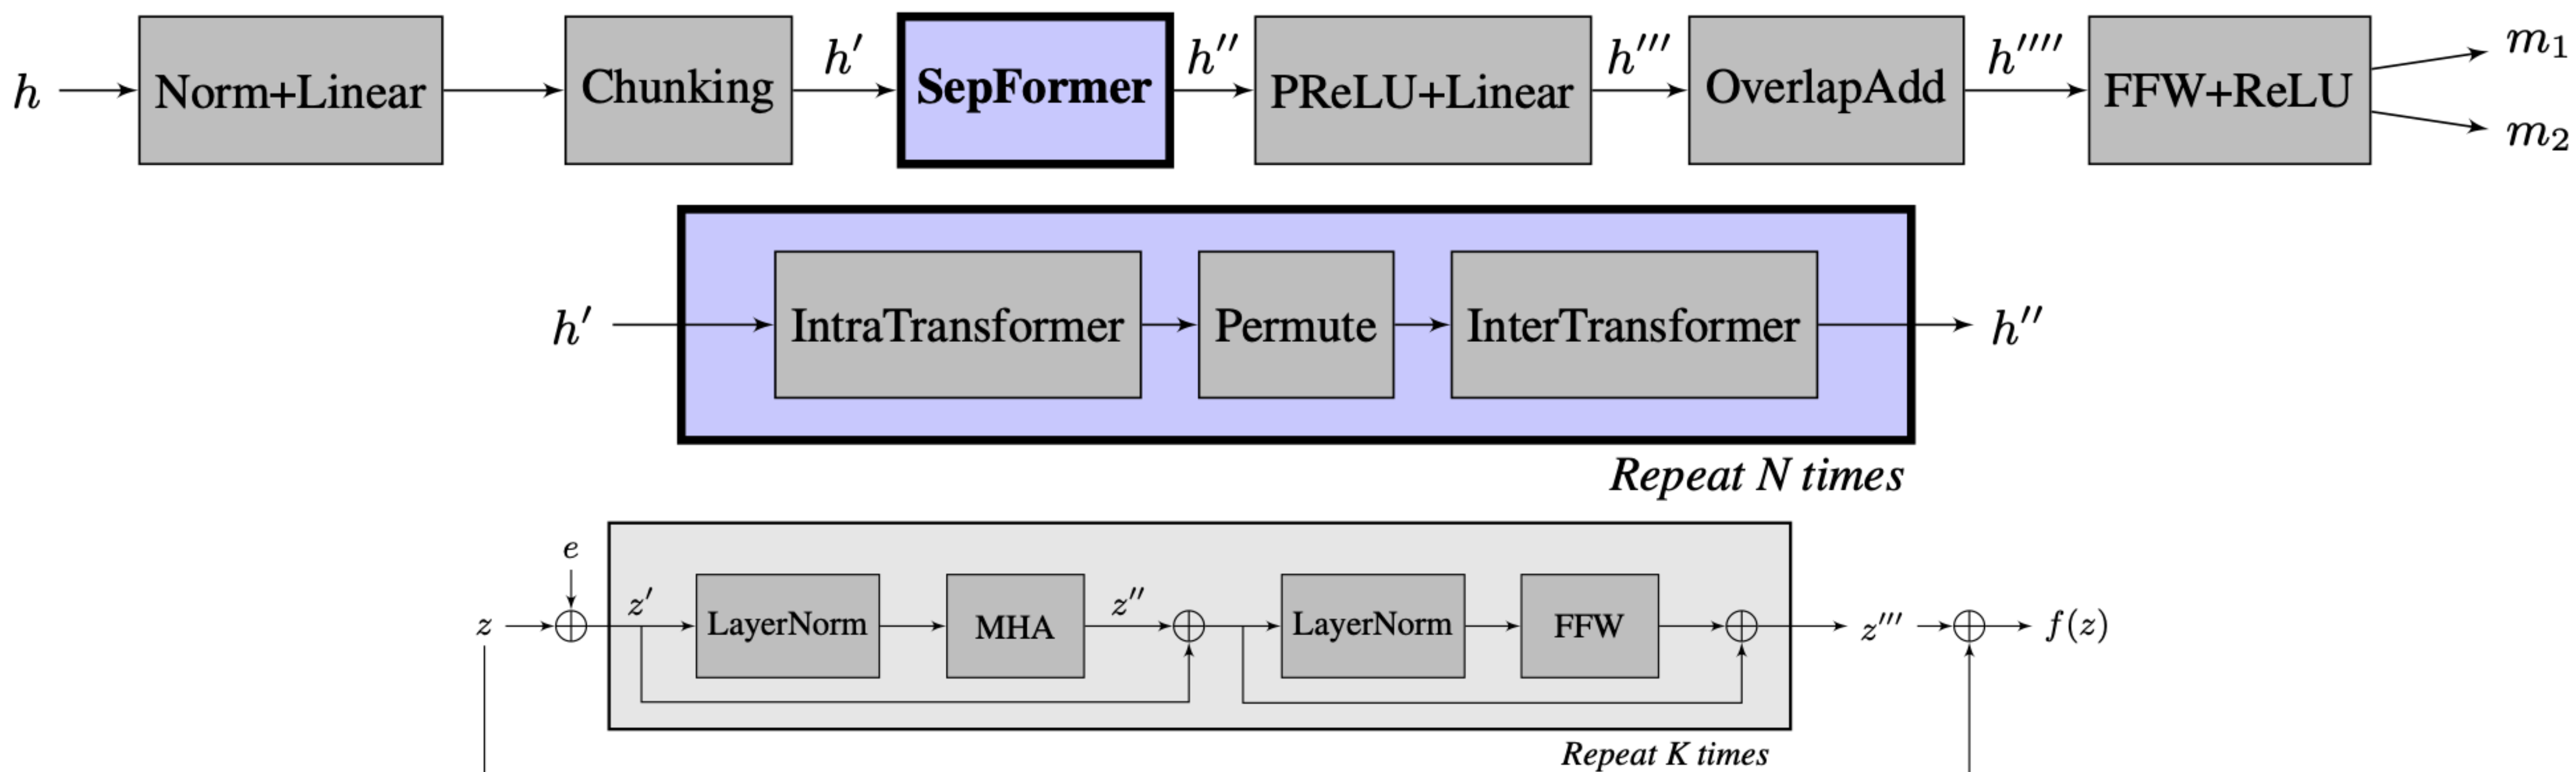 h Norm+Linear Chunking h′ SepFormer h′′ PReLU+Linear h′′′ OverlapAdd h′′′′ FFW+ReLU m₁
m₂
h′ IntraTransformer Permute InterTransformer h′′
Repeat N times
e
z z′ LayerNorm MHA z′′ LayerNorm FFW z′′′ f(z)
Repeat K times